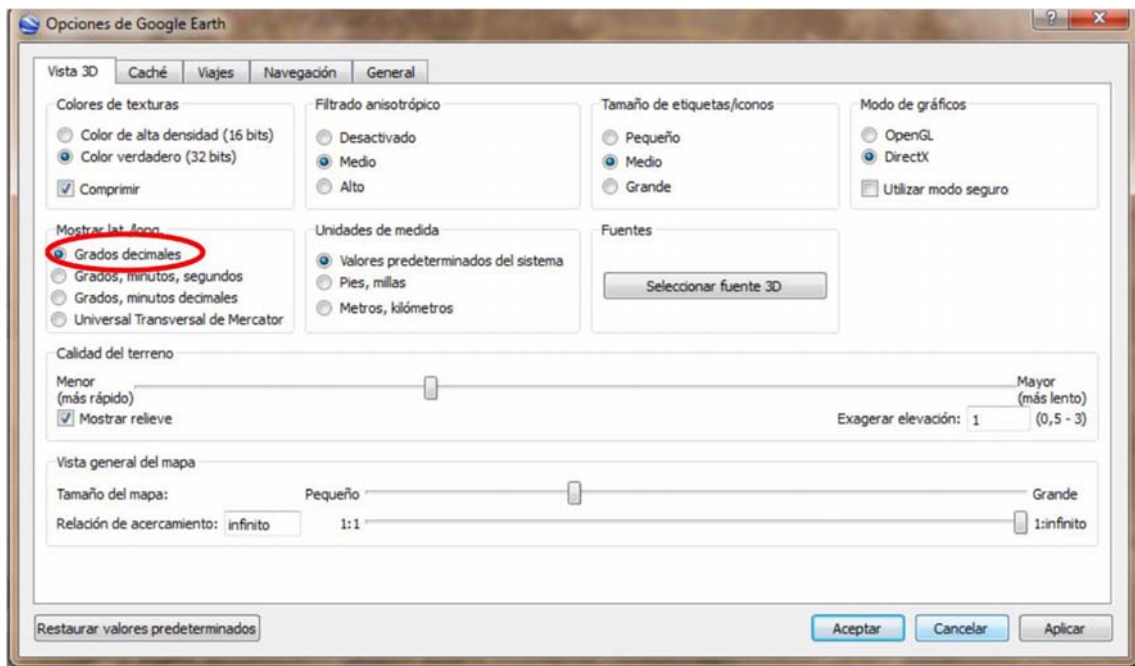 Opciones de Google Earth
Vista 3D Caché Viajes Navegación General
Colores de texturas
Color de alta densidad (16 bits)
Color verdadero (32 bits)
Comprimir
Filtrado anisotrópico
Desactivado
Medio
Alto
Tamaño de etiquetas/iconos
Pequeño
Medio
Grande
Modo de gráficos
OpenGL
DirectX
Utilizar modo seguro
Mostrar lat./long.
Grados decimales
Grados, minutos, segundos
Grados, minutos decimales
Universal Transversal de Mercator
Unidades de medida
Valores predeterminados del sistema
Pies, millas
Metros, kilómetros
Fuentes
Seleccionar fuente 3D
Calidad del terreno
Menor
(más rápido)
Mayor
(más lento)
Mostrar relieve
Exagerar elevación: 1 (0,5 - 3)
Vista general del mapa
Tamaño del mapa: Pequeño Grande
Relación de acercamiento: infinito 1:1 1:infinito
Restaurar valores predeterminados Aceptar Cancelar Aplicar